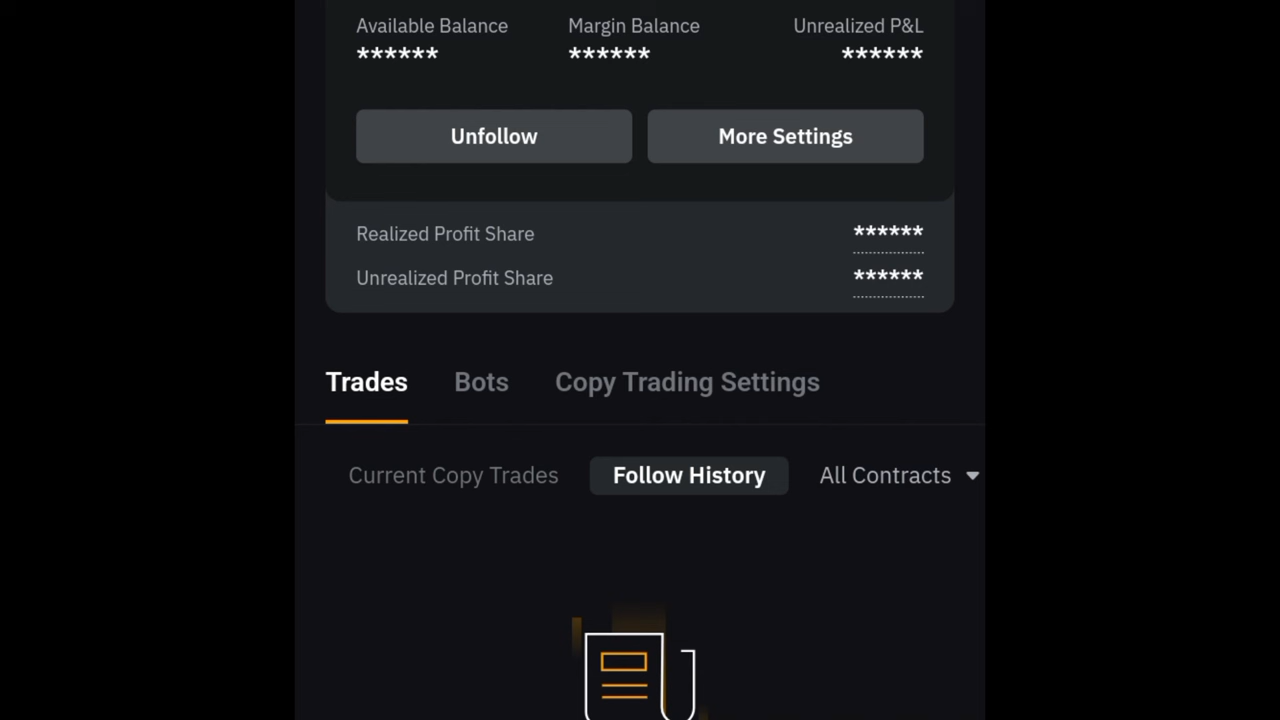 Available Balance Margin Balance Unrealized P&L
****** ****** ******
Unfollow More Settings
Realized Profit Share ******
Unrealized Profit Share ******
Trades Bots Copy Trading Settings
Current Copy Trades Follow History All Contracts